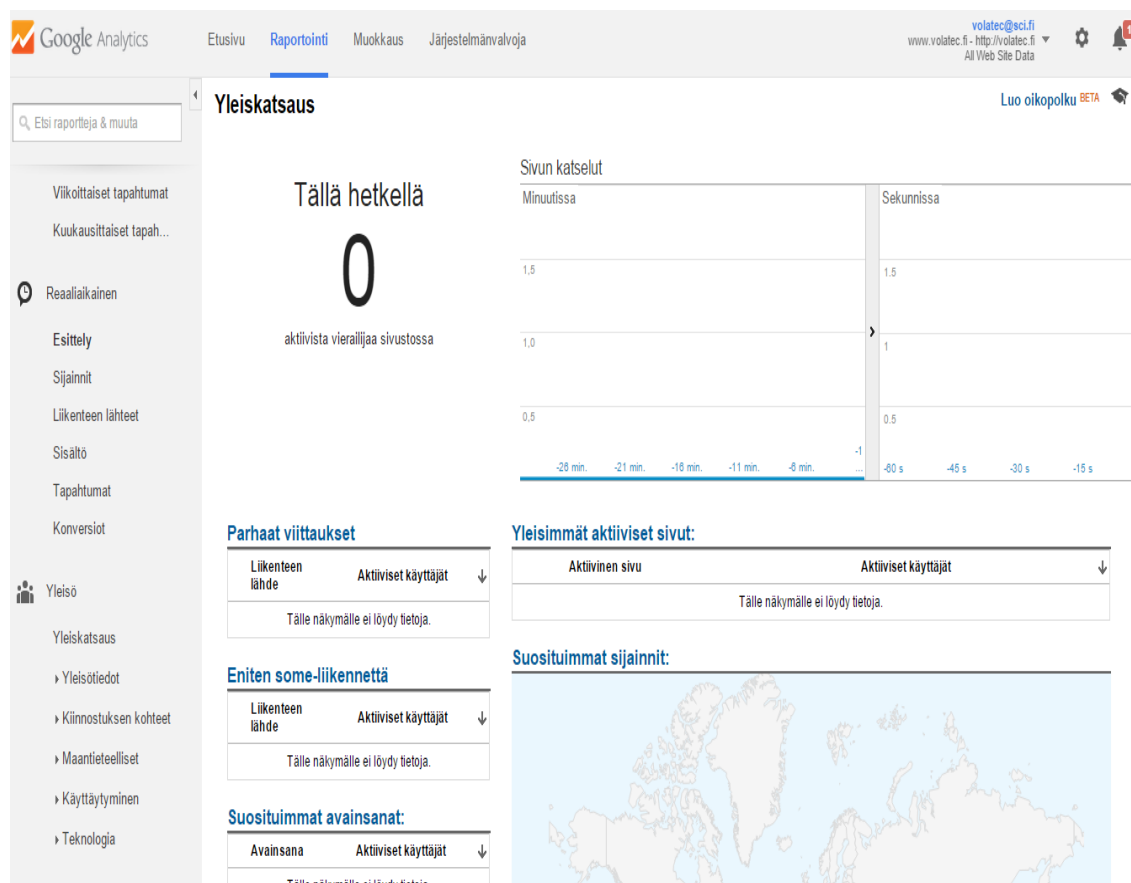 Google Analytics
Etusivu Raportointi Muokkaus Järjestelmänvalvoja
volatec@sci.fi
www.volatec.fi - http://volatec.fi
All Web Site Data
1
Etsi raportteja & muuta
Viikoittaiset tapahtumat
Kuukausittaiset tapah...
Reaaliaikainen
Esittely
Sijainnit
Liikenteen lähteet
Sisältö
Tapahtumat
Konversiot
Yleisö
Yleiskatsaus
Yleisötiedot
Kiinnostuksen kohteet
Maantieteelliset
Käyttäytyminen
Teknologia
Yleiskatsaus
Luo oikopolku BETA
Tällä hetkellä
0
aktiivista vierailijaa sivustossa
Sivun katselut
Minuutissa
1,5
1,0
0,5
-26 min. -21 min. -16 min. -11 min. -6 min. -1
...
Sekunnissa
1.5
1
0.5
-60 s -45 s -30 s -15 s
Parhaat viittaukset
Liikenteen
lähde
Aktiiviset käyttäjät
Tälle näkymälle ei löydy tietoja.
Eniten some-liikennettä
Liikenteen
lähde
Aktiiviset käyttäjät
Tälle näkymälle ei löydy tietoja.
Suosituimmat avainsanat:
Avainsana Aktiiviset käyttäjät
Tälle näkymälle ei löydy tietoja.
Yleisimmät aktiiviset sivut:
Aktiivinen sivu Aktiiviset käyttäjät
Tälle näkymälle ei löydy tietoja.
Suosituimmat sijainnit: